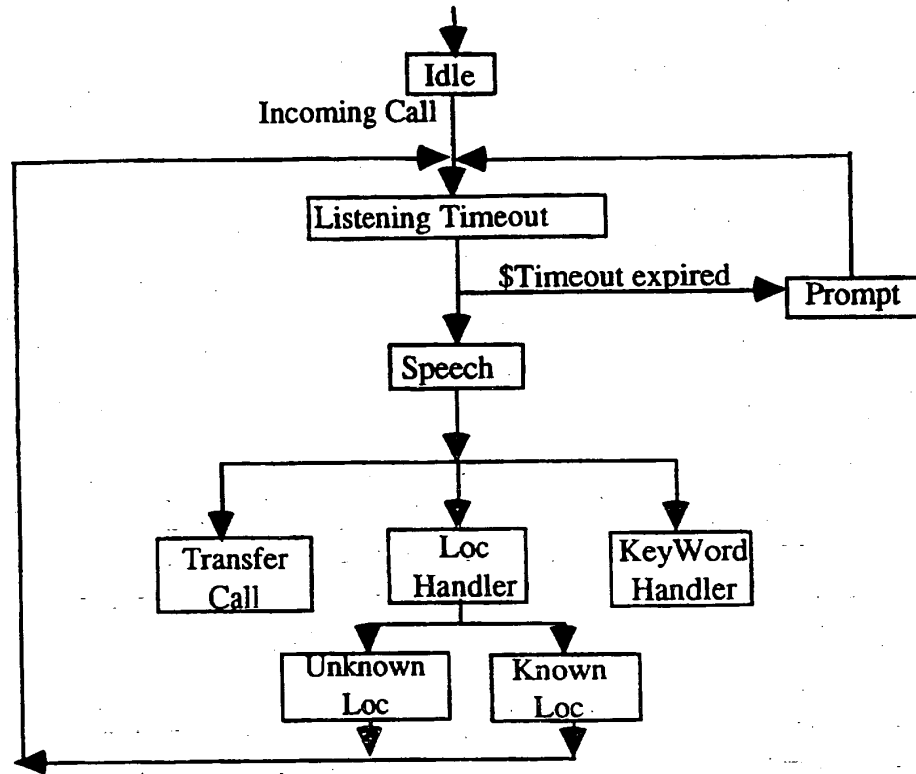 Idle
Incoming Call
Listening Timeout
$Timeout expired
Prompt
Speech
Transfer
Call
Loc
Handler
KeyWord
Handler
Unknown
Loc
Known
Loc